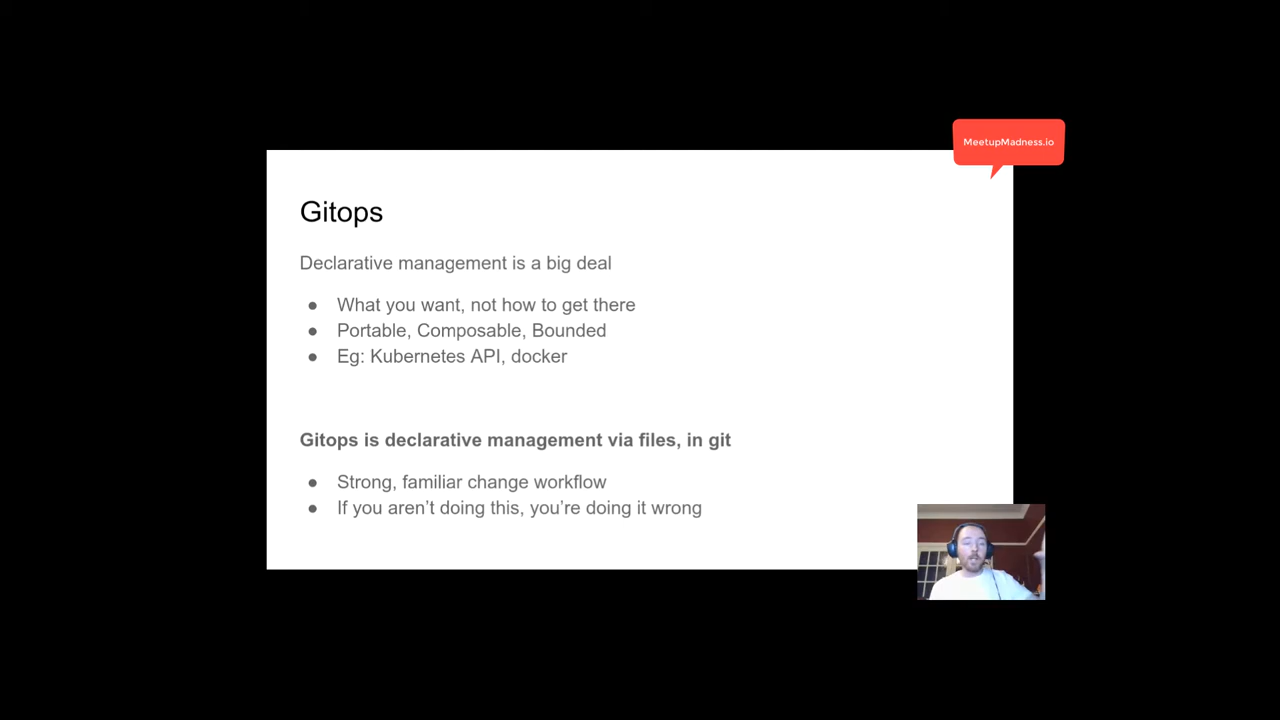 MeetupMadness.io
Gitops
Declarative management is a big deal
● What you want, not how to get there
● Portable, Composable, Bounded
● Eg: Kubernetes API, docker
Gitops is declarative management via files, in git
● Strong, familiar change workflow
● If you aren’t doing this, you’re doing it wrong